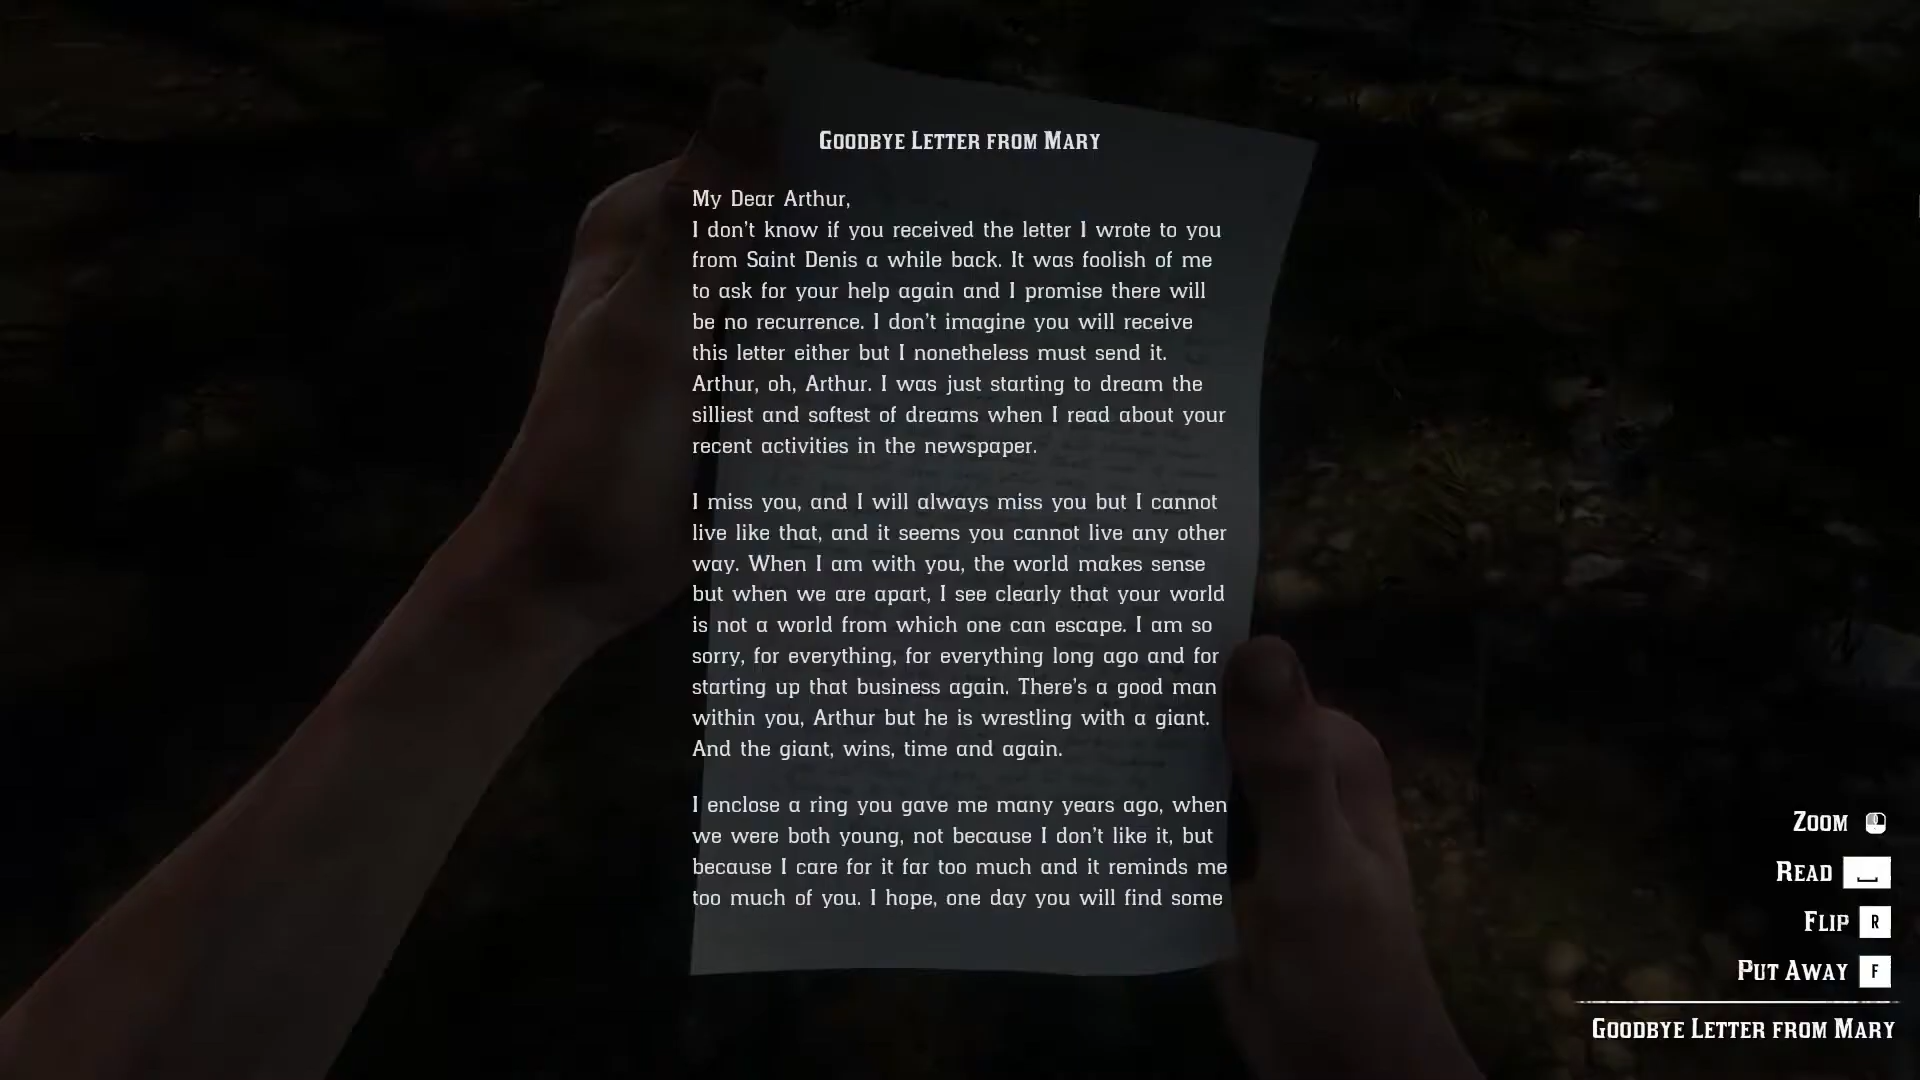 Goodbye Letter from Mary
My Dear Arthur,
I don't know if you received the letter I wrote to you
from Saint Denis a while back. It was foolish of me
to ask for your help again and I promise there will
be no recurrence. I don't imagine you will receive
this letter either but I nonetheless must send it.
Arthur, oh, Arthur. I was just starting to dream the
silliest and softest of dreams when I read about your
recent activities in the newspaper.
I miss you, and I will always miss you but I cannot
live like that, and it seems you cannot live any other
way. When I am with you, the world makes sense
but when we are apart, I see clearly that your world
is not a world from which one can escape. I am so
sorry, for everything, for everything long ago and for
starting up that business again. There's a good man
within you, Arthur but he is wrestling with a giant.
And the giant, wins, time and again.
I enclose a ring you gave me many years ago, when
we were both young, not because I don't like it, but
because I care for it far too much and it reminds me
too much of you. I hope, one day you will find some
Zoom
Read
Flip R
Put Away F
Goodbye Letter from Mary